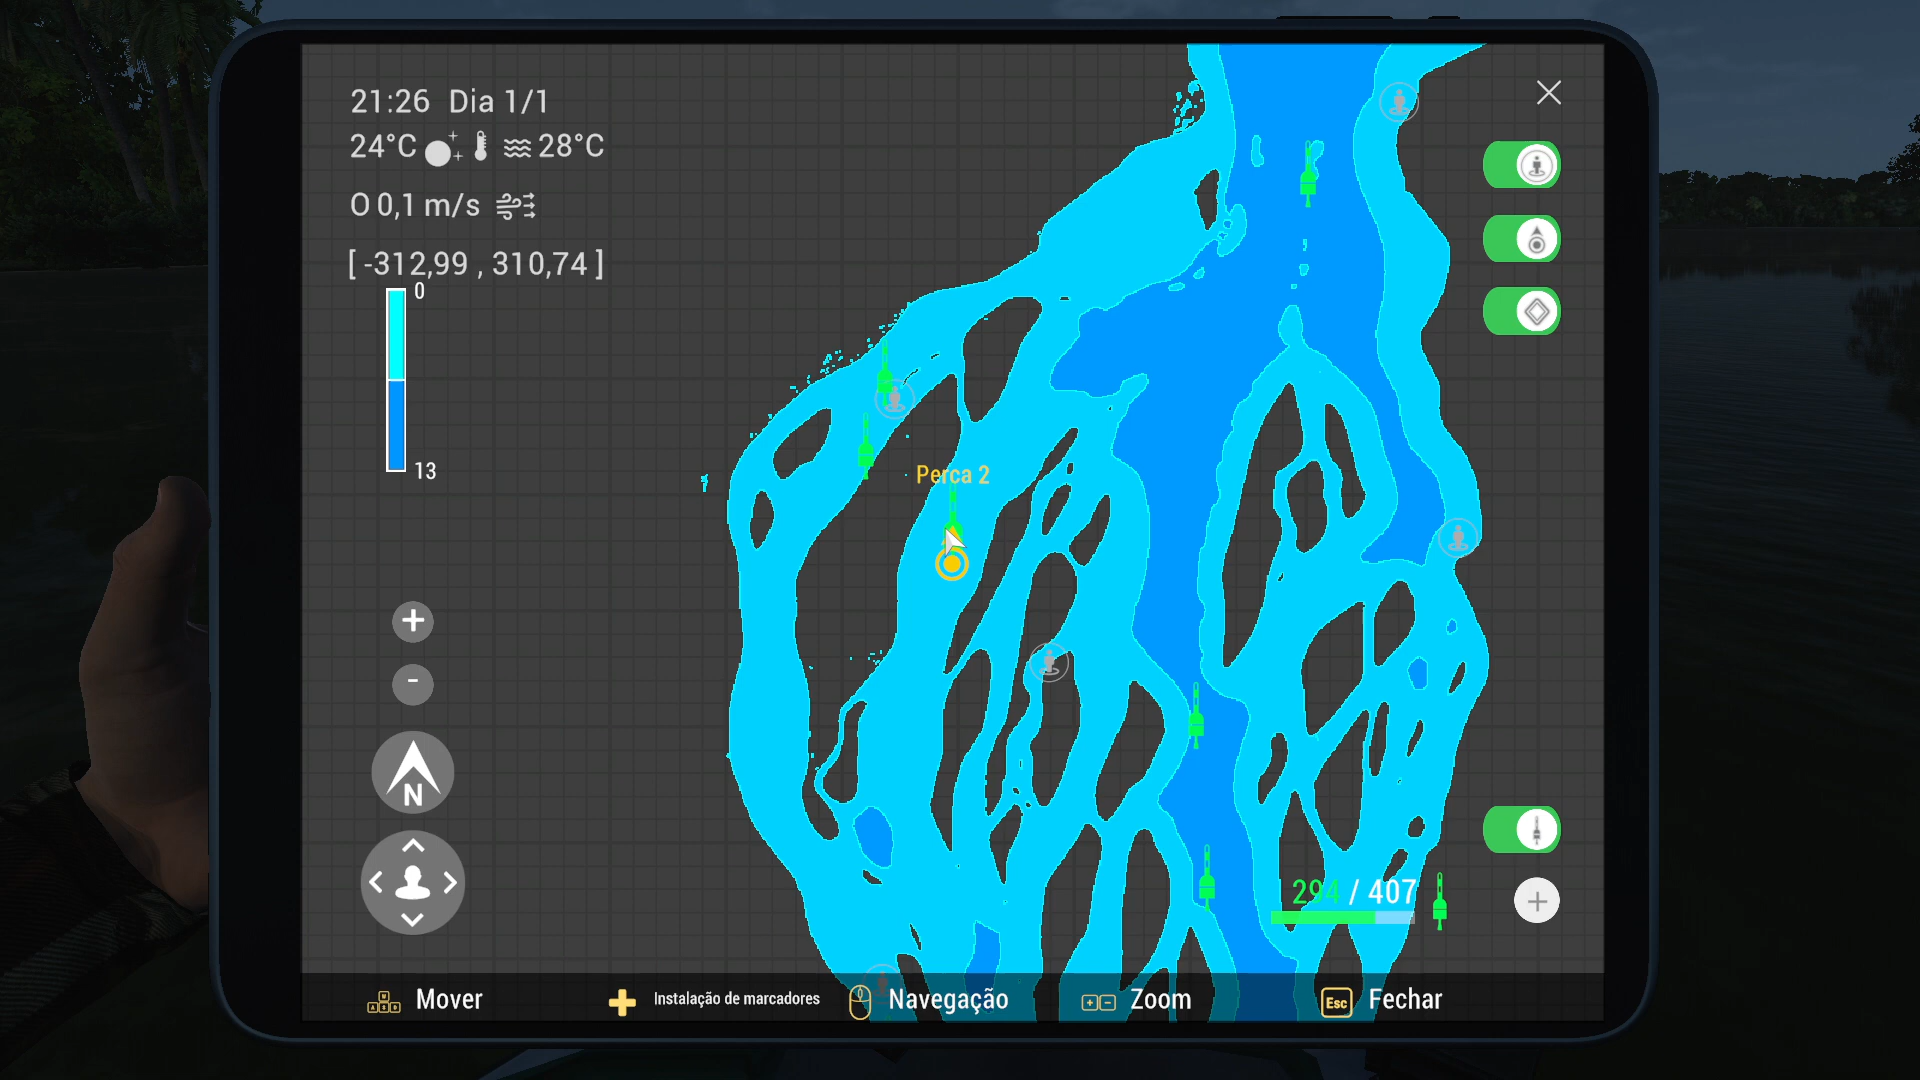 21:26 Dia 1/1
24°C 28°C
O 0,1 m/s
[ -312,99 , 310,74 ]
0
13
Perca 2
+
-
N
294 / 407
Mover
Instalação de marcadores
Navegação
Zoom
Esc Fechar